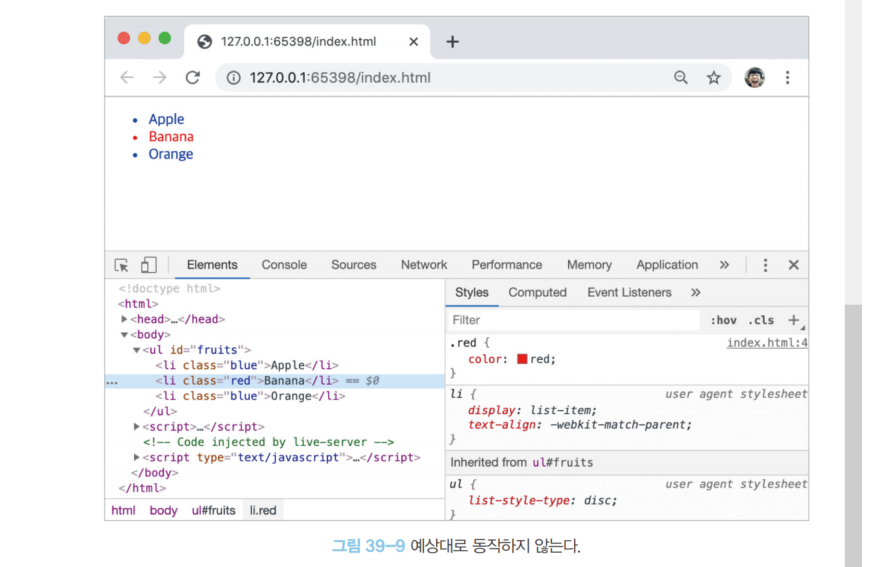 127.0.0.1:65398/index.html
127.0.0.1:65398/index.html
Apple
Banana
Orange
Elements Console Sources Network Performance Memory Application »
Styles Computed Event Listeners »
Filter :hov .cls +
<!doctype html>
<html>
▶<head>…</head>
▼<body>
▼<ul id="fruits">
<li class="blue">Apple</li>
... <li class="red">Banana</li> == $0
<li class="blue">Orange</li>
</ul>
▶<script>…</script>
<!-- Code injected by live-server -->
▶<script type="text/javascript">…</script>
</body>
</html>
html body ul#fruits li.red
.red { index.html:4
color: red;
}
li { user agent stylesheet
display: list-item;
text-align: -webkit-match-parent;
}
Inherited from ul#fruits
ul { user agent stylesheet
list-style-type: disc;
}
그림 39-9 예상대로 동작하지 않는다.